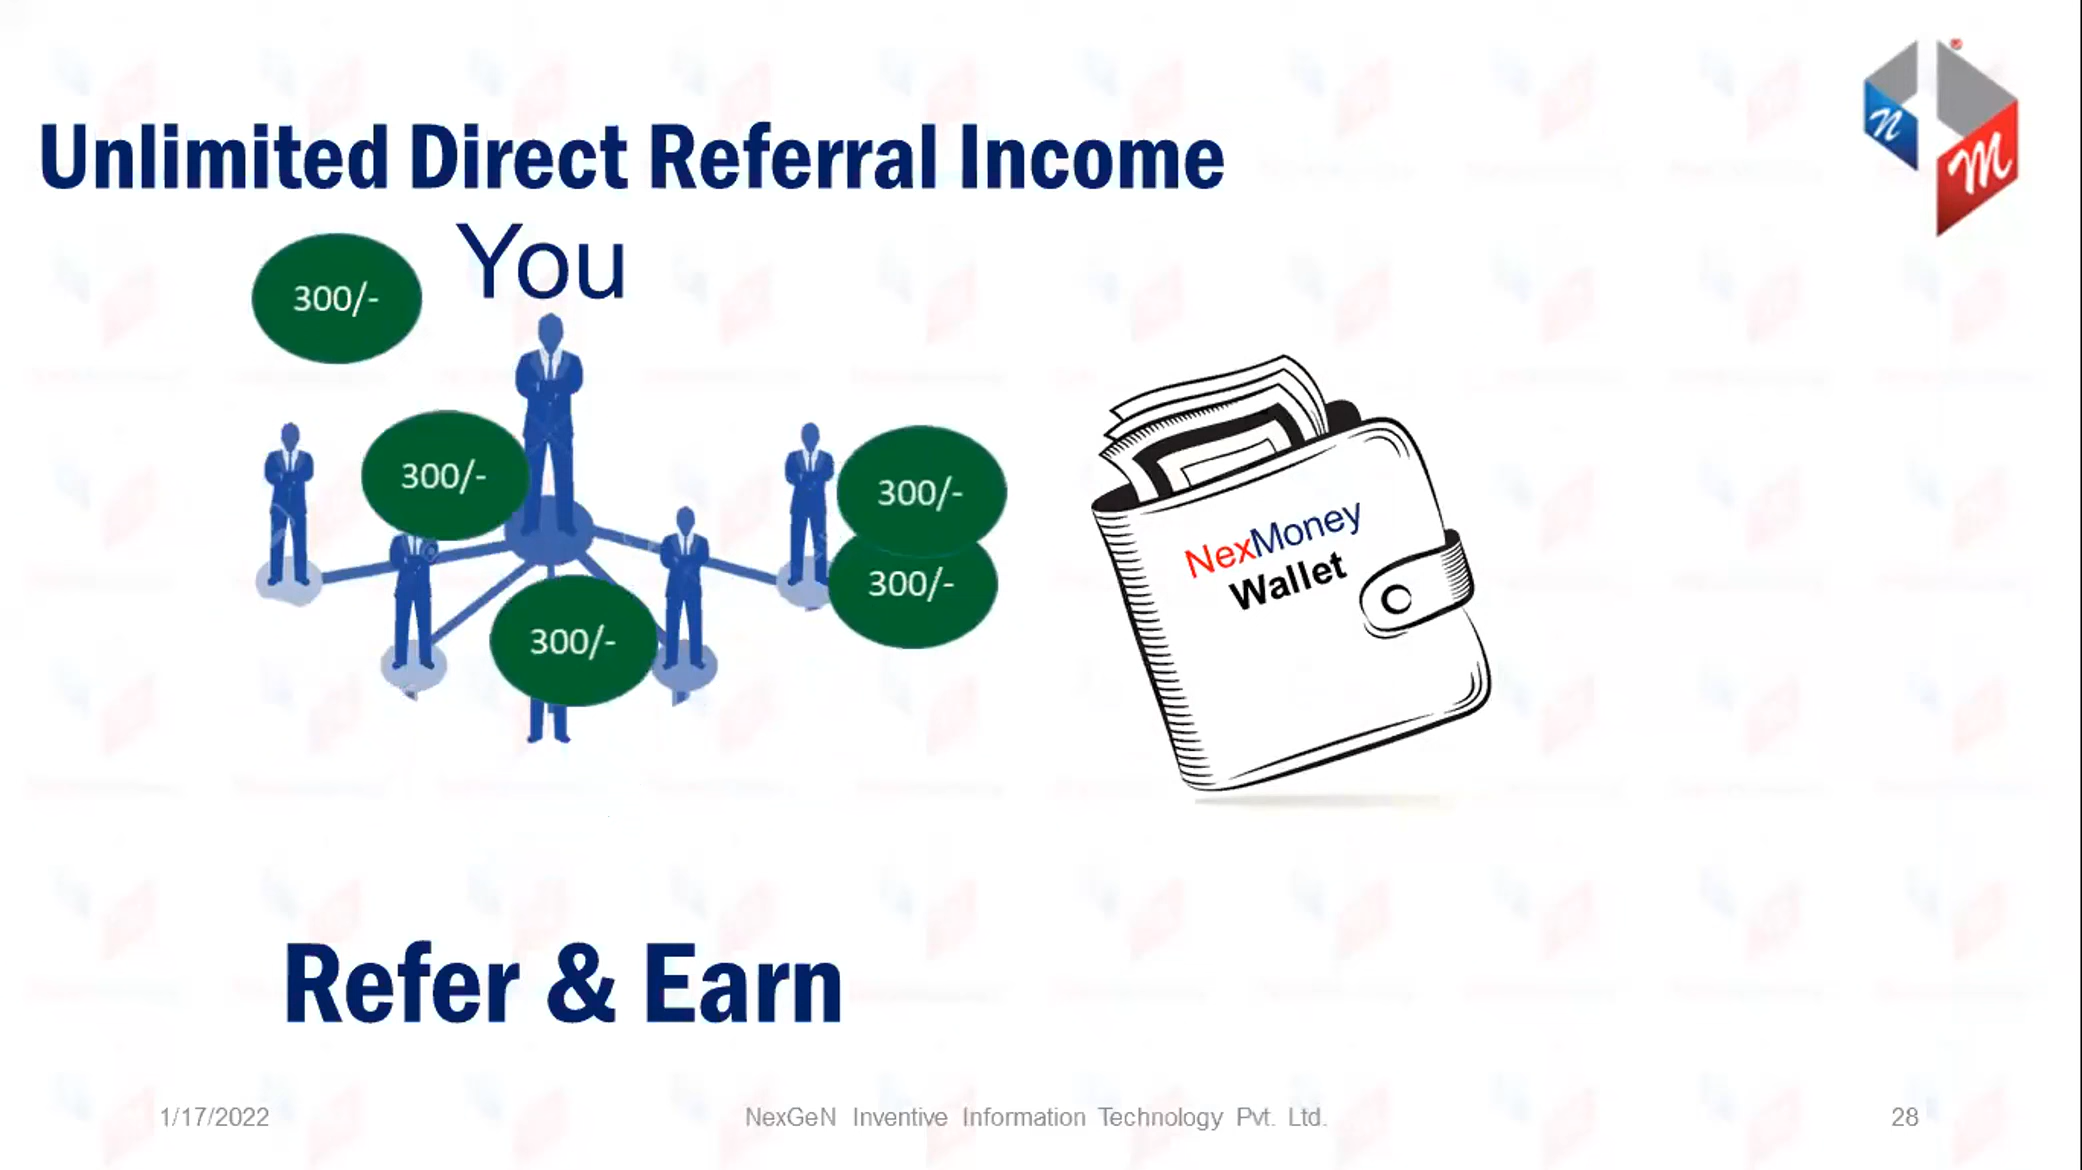 Unlimited Direct Referral Income
You
300/-
300/-
300/-
300/-
300/-
NexMoney
Wallet
Refer & Earn
1/17/2022
NexGeN Inventive Information Technology Pvt. Ltd.
28
n
M
®